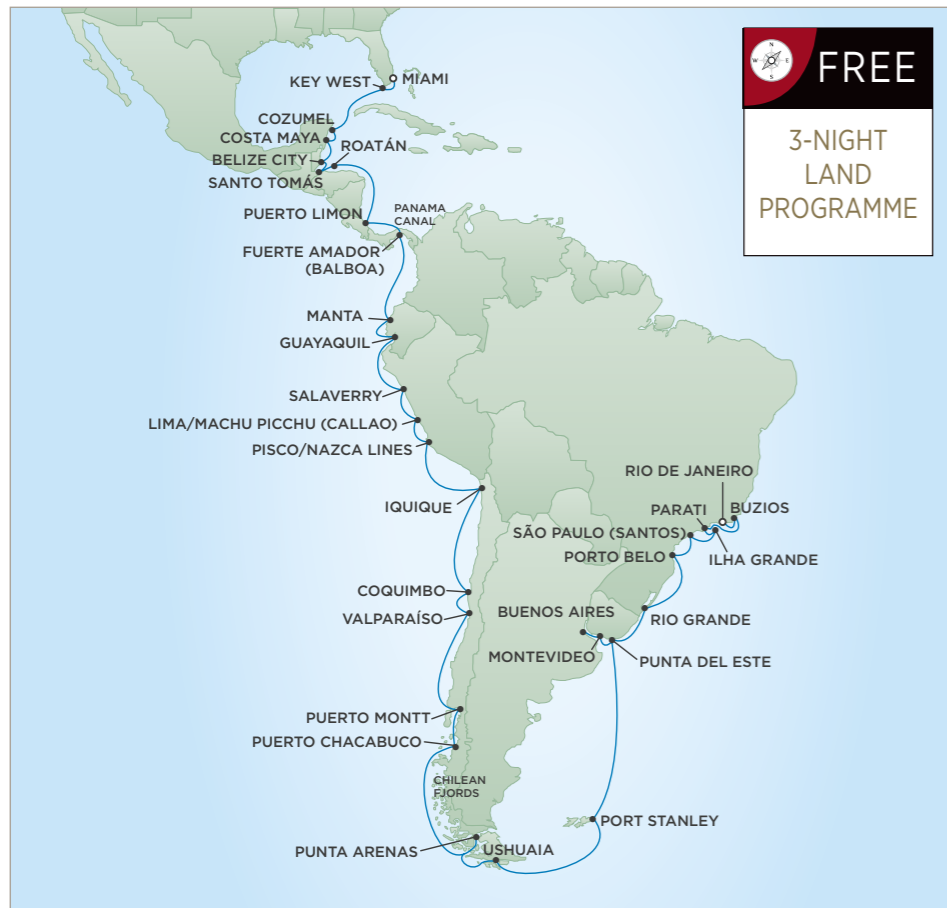 N
W E
S
FREE
3-NIGHT
LAND
PROGRAMME
KEY WEST
MIAMI
COZUMEL
COSTA MAYA
ROATÁN
BELIZE CITY
SANTO TOMÁS
PUERTO LIMON
PANAMA
CANAL
FUERTE AMADOR
(BALBOA)
MANTA
GUAYAQUIL
SALAVERRY
LIMA/MACHU PICCHU (CALLAO)
PISCO/NAZCA LINES
IQUIQUE
RIO DE JANEIRO
PARATI
BUZIOS
SÃO PAULO (SANTOS)
ILHA GRANDE
PORTO BELO
COQUIMBO
VALPARAÍSO
BUENOS AIRES
RIO GRANDE
MONTEVIDEO
PUNTA DEL ESTE
PUERTO MONTT
PUERTO CHACABUCO
CHILEAN
FJORDS
PORT STANLEY
PUNTA ARENAS
USHUAIA